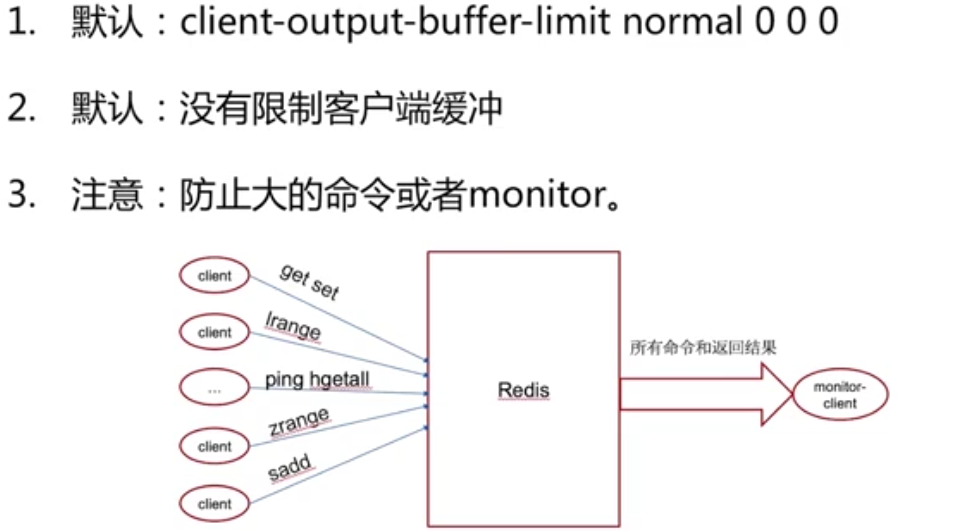 1. 默认：client-output-buffer-limit normal 0 0 0
2. 默认：没有限制客户端缓冲
3. 注意：防止大的命令或者monitor。
client
get set
client
lrange
...
ping hgetall
client
zrange
client
sadd
Redis
所有命令和返回结果
monitor-
client